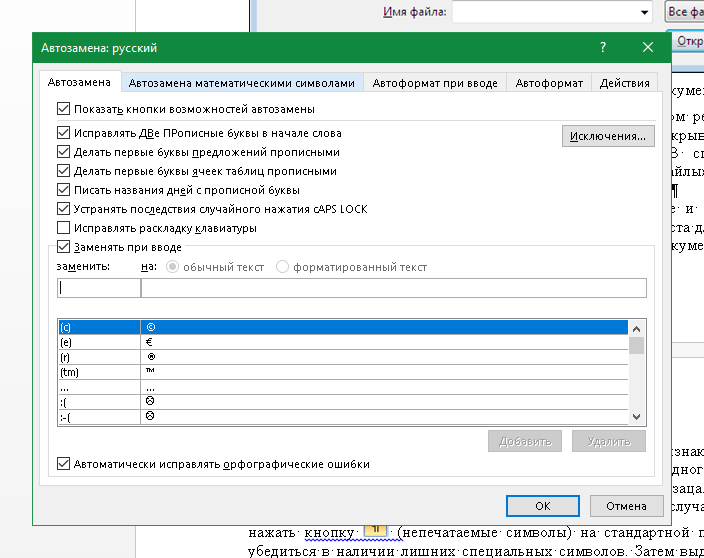 Имя файла:
Все фа
Откр
Автозамена: русский
?
Автозамена
Автозамена математическими символами
Автоформат при вводе
Автоформат
Действия
Показать кнопки возможностей автозамены
Исправлять ДВе ПРописные буквы в начале слова
Исключения...
Делать первые буквы предложений прописными
Делать первые буквы ячеек таблиц прописными
Писать названия дней с прописной буквы
Устранять последствия случайного нажатия cAPS LOCK
Исправлять раскладку клавиатуры
Заменять при вводе
заменить: на: обычный текст форматированный текст
(c) ©
(e) €
(r) ®
(tm) ™
... …
:( ☹
:-( ☹
Добавить Удалить
Автоматически исправлять орфографические ошибки
ОК Отмена
нажать кнопку ¶ (непечатаемые символы) на стандартной п
убедиться в наличии лишних специальных символов. Затем выд